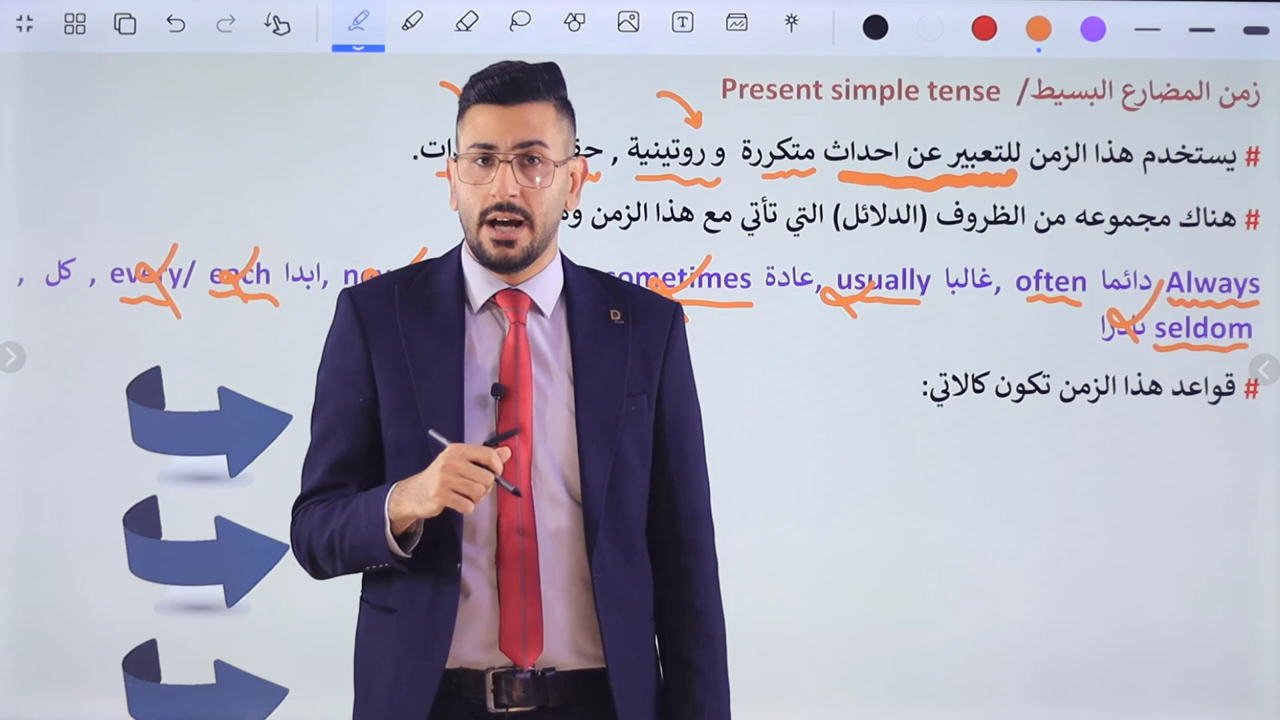 زمن المضارع البسيط/ Present simple tense
# يستخدم هذا الزمن للتعبير عن احداث متكررة و روتينية ,
# هناك مجموعه من الظروف (الدلائل) التي تأتي مع هذا الزمن
Always دائما ,often غالبا ,usually عادة ,sometimes ,ابدا each /every , كل ,
seldom نادرا
# قواعد هذا الزمن تكون كالاتي: